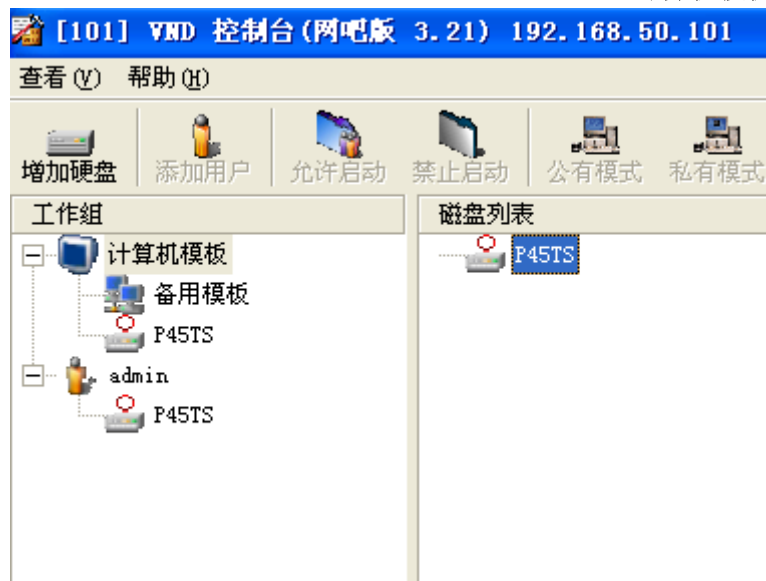 [101] VND 控制台(网吧版 3.21) 192.168.50.101
查看(V) 帮助(H)
增加硬盘 添加用户 允许启动 禁止启动 公有模式 私有模式
工作组 磁盘列表
计算机模板 P45TS
备用模板
P45TS
admin
P45TS